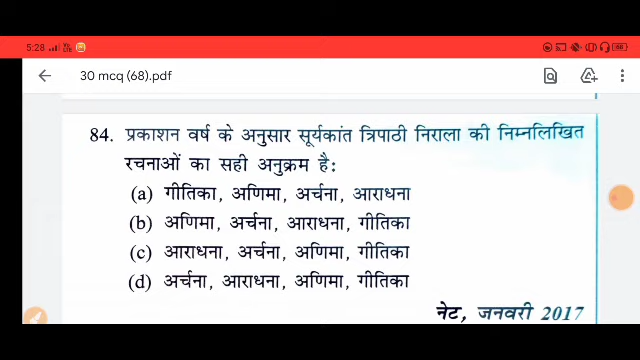 5:28
30 mcq (68).pdf
84. प्रकाशन वर्ष के अनुसार सूर्यकांत त्रिपाठी निराला की निम्नलिखित
रचनाओं का सही अनुक्रम है:
(a) गीतिका, अणिमा, अर्चना, आराधना
(b) अणिमा, अर्चना, आराधना, गीतिका
(c) आराधना, अर्चना, अणिमा, गीतिका
(d) अर्चना, आराधना, अणिमा, गीतिका
नेट, जनवरी 2017